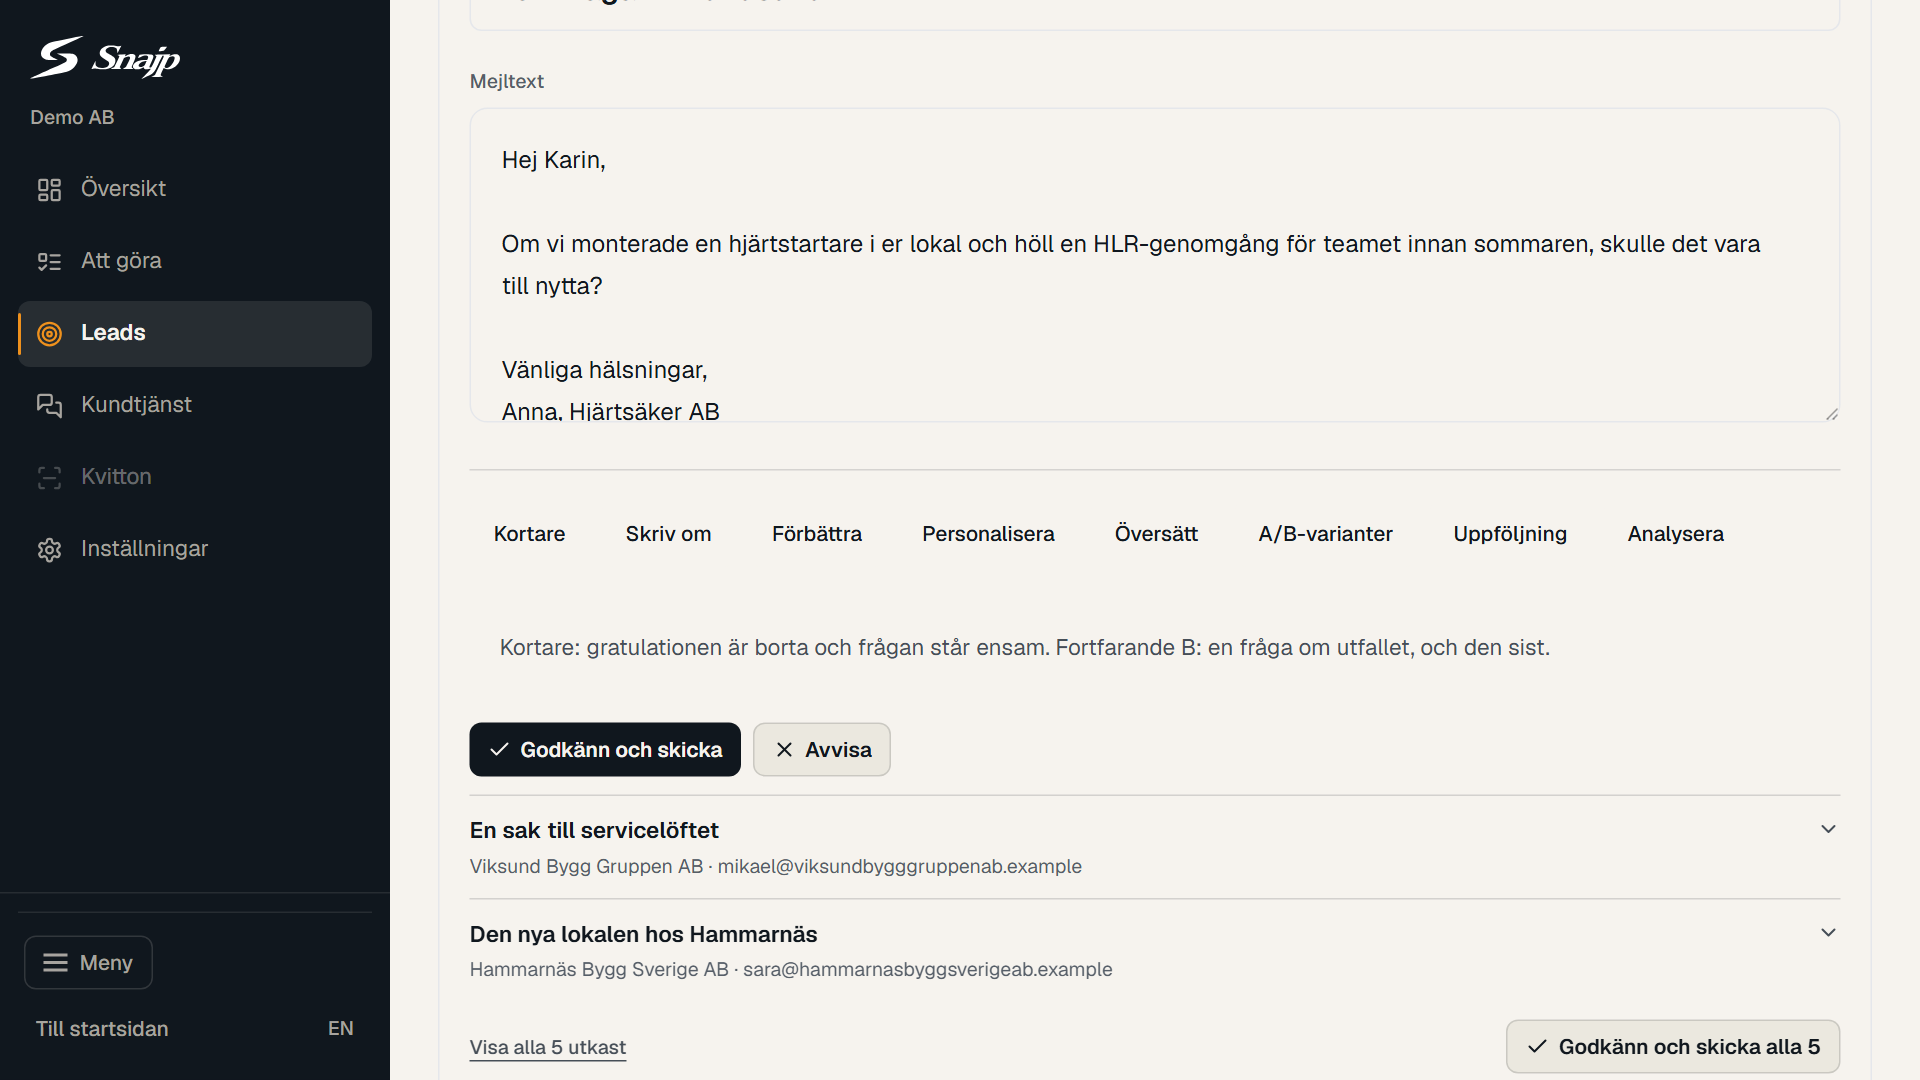 Snajp
Demo AB
Översikt
Att göra
Leads
Kundtjänst
Kvitton
Inställningar
Meny
Till startsidan
EN
Mejltext
Hej Karin,
Om vi monterade en hjärtstartare i er lokal och höll en HLR-genomgång för teamet innan sommaren, skulle det vara
till nytta?
Vänliga hälsningar,
Anna, Hjärtsäker AB
Kortare
Skriv om
Förbättra
Personalisera
Översätt
A/B-varianter
Uppföljning
Analysera
Kortare: gratulationen är borta och frågan står ensam. Fortfarande B: en fråga om utfallet, och den sist.
Godkänn och skicka
Avvisa
En sak till servicelöftet
Viksund Bygg Gruppen AB · mikael@viksundbygggruppenab.example
Den nya lokalen hos Hammarnäs
Hammarnäs Bygg Sverige AB · sara@hammarnasbyggsverigeab.example
Visa alla 5 utkast
Godkänn och skicka alla 5